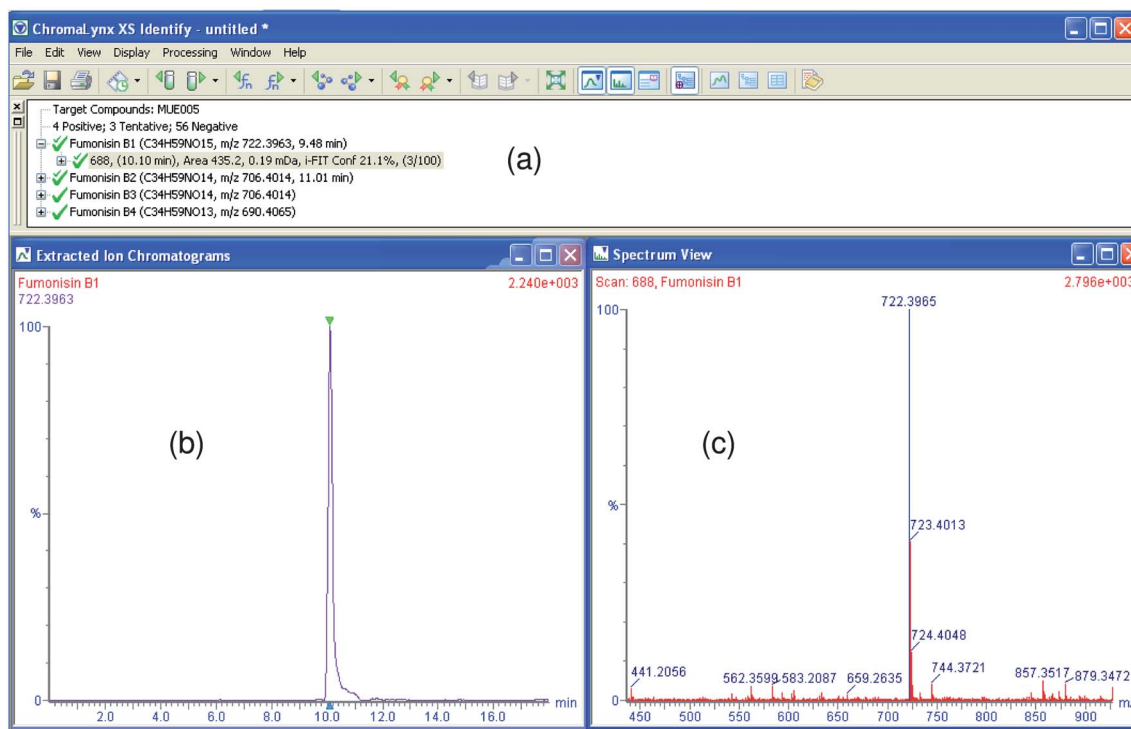 ChromaLynx XS Identify - untitled *
File Edit View Display Processing Window Help
Target Compounds: MUE005
4 Positive; 3 Tentative; 56 Negative
Fumonisin B1 (C34H59NO15, m/z 722.3963, 9.48 min)
688, (10.10 min), Area 435.2, 0.19 mDa, i-FIT Conf 21.1%, (3/100)
Fumonisin B2 (C34H59NO14, m/z 706.4014, 11.01 min)
Fumonisin B3 (C34H59NO14, m/z 706.4014)
Fumonisin B4 (C34H59NO13, m/z 690.4065)
(a)
Extracted Ion Chromatograms
Fumonisin B1 2.240e+003
722.3963
100
(b)
%
0
2.0 4.0 6.0 8.0 10.0 12.0 14.0 16.0
min
Spectrum View
Scan: 688, Fumonisin B1 2.796e+003
722.3965
100
(c)
%
723.4013
724.4048
441.2056 562.3599 583.2087 659.2635 744.3721 857.3517 879.3472
0
450 500 550 600 650 700 750 800 850 900